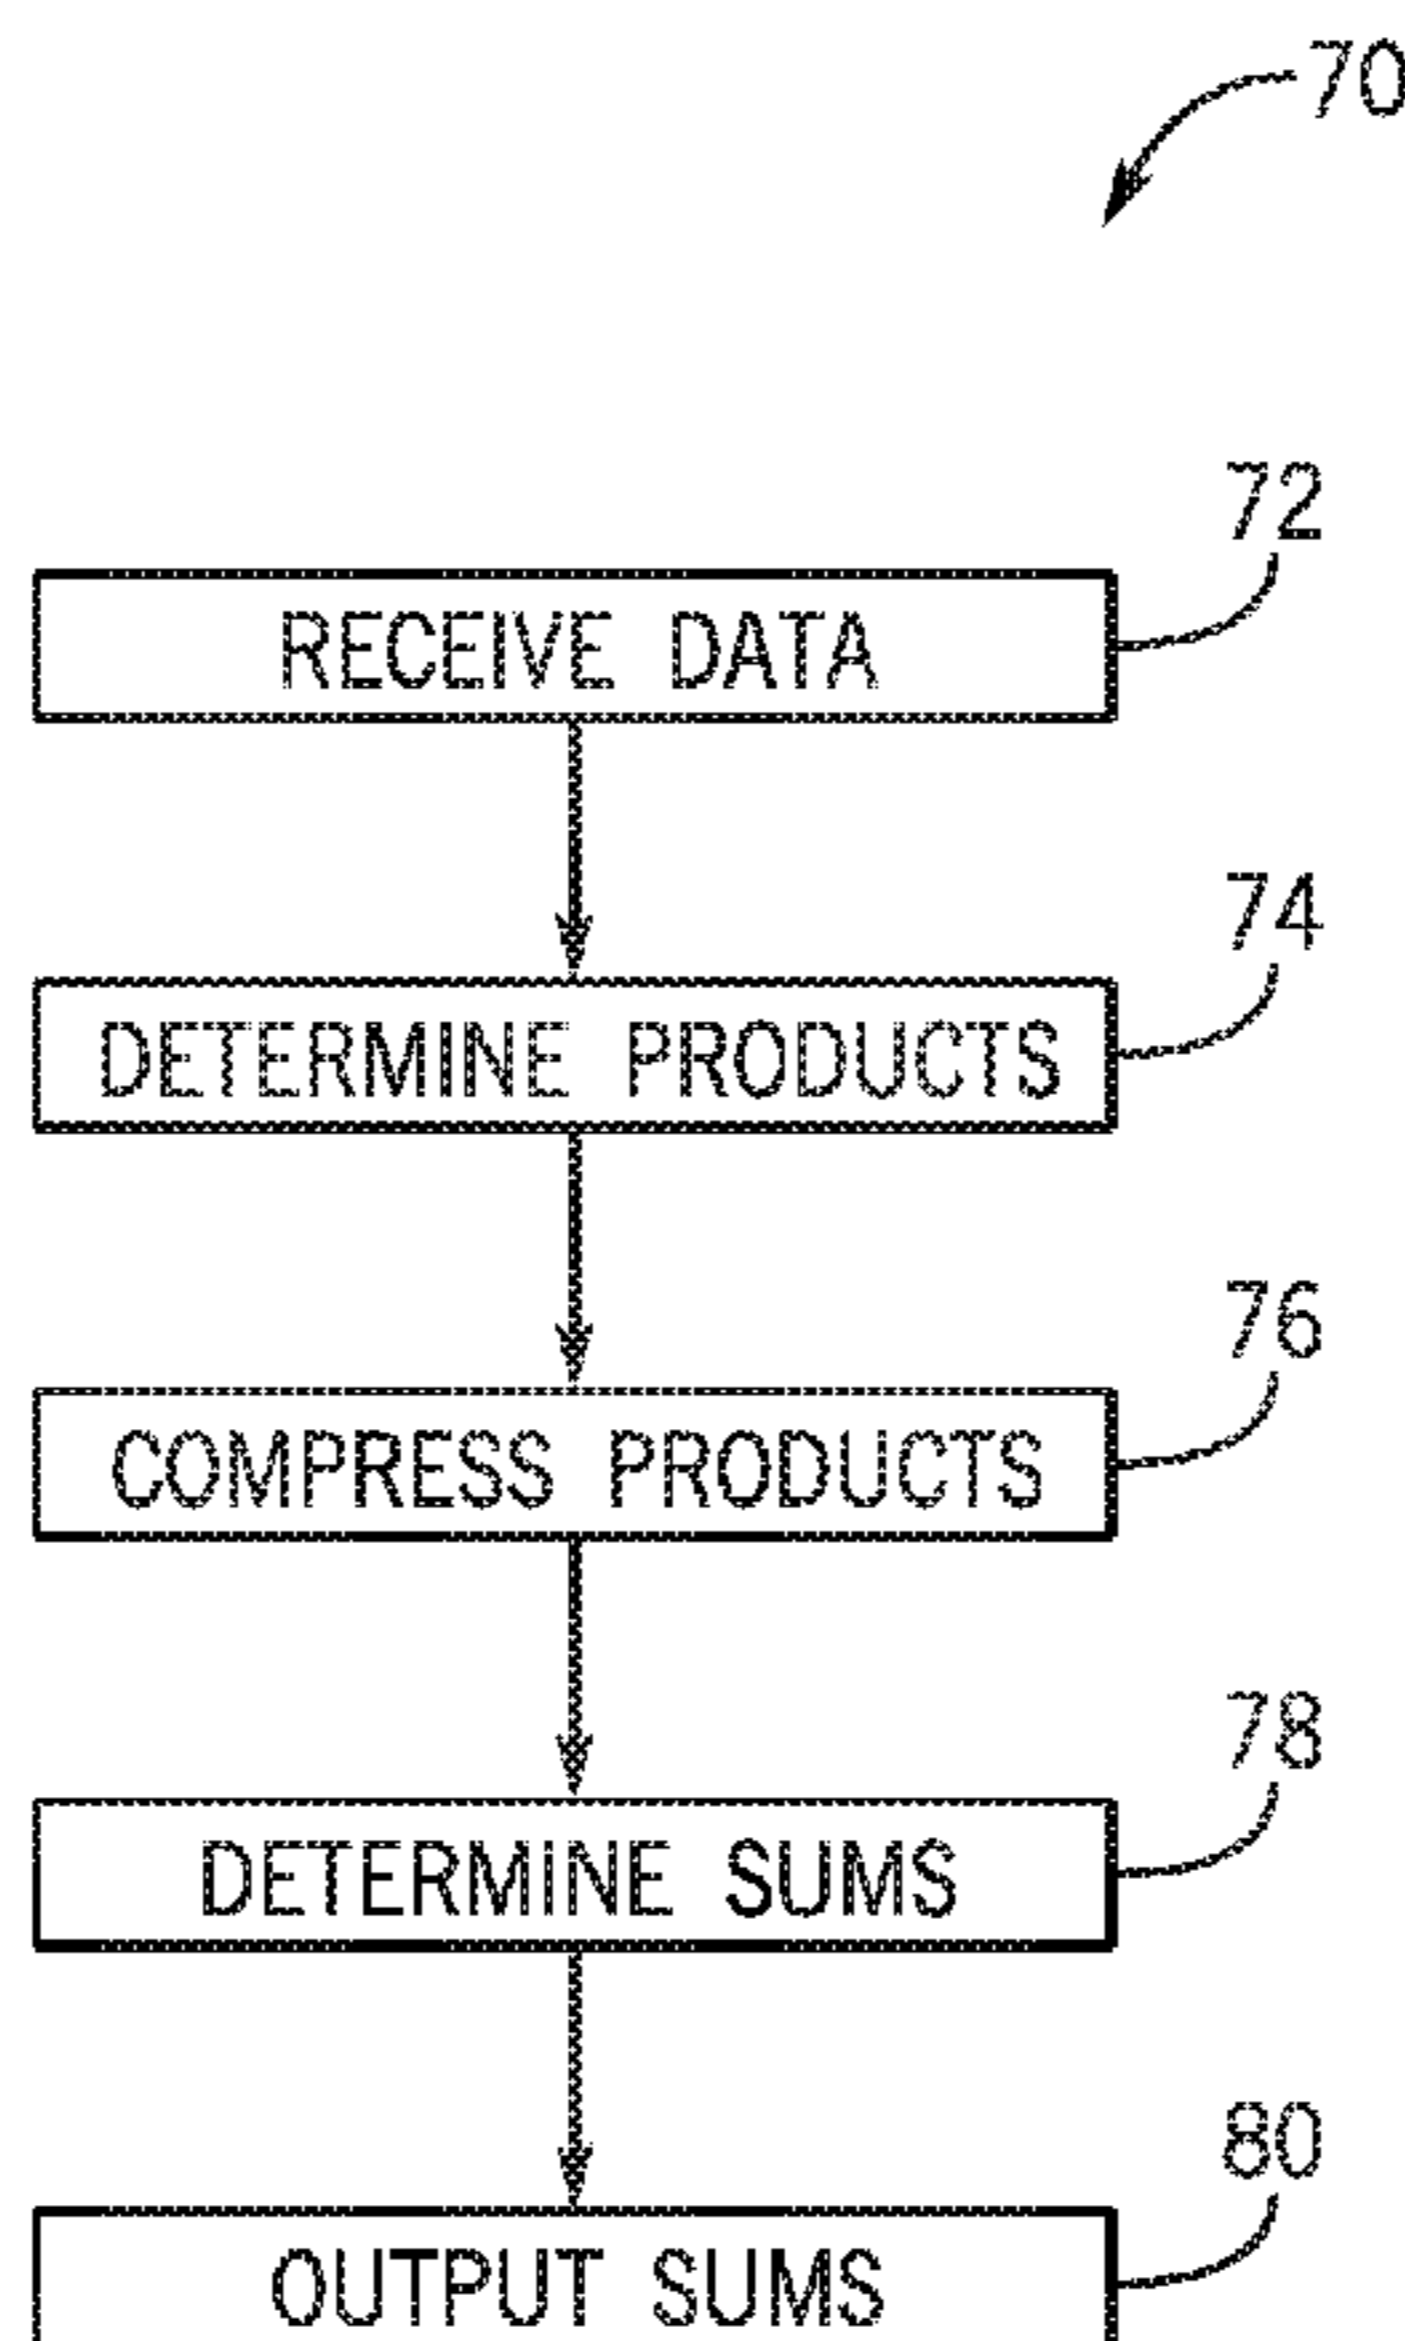 70
72
RECEIVE DATA
74
DETERMINE PRODUCTS
76
COMPRESS PRODUCTS
78
DETERMINE SUMS
80
OUTPUT SUMS